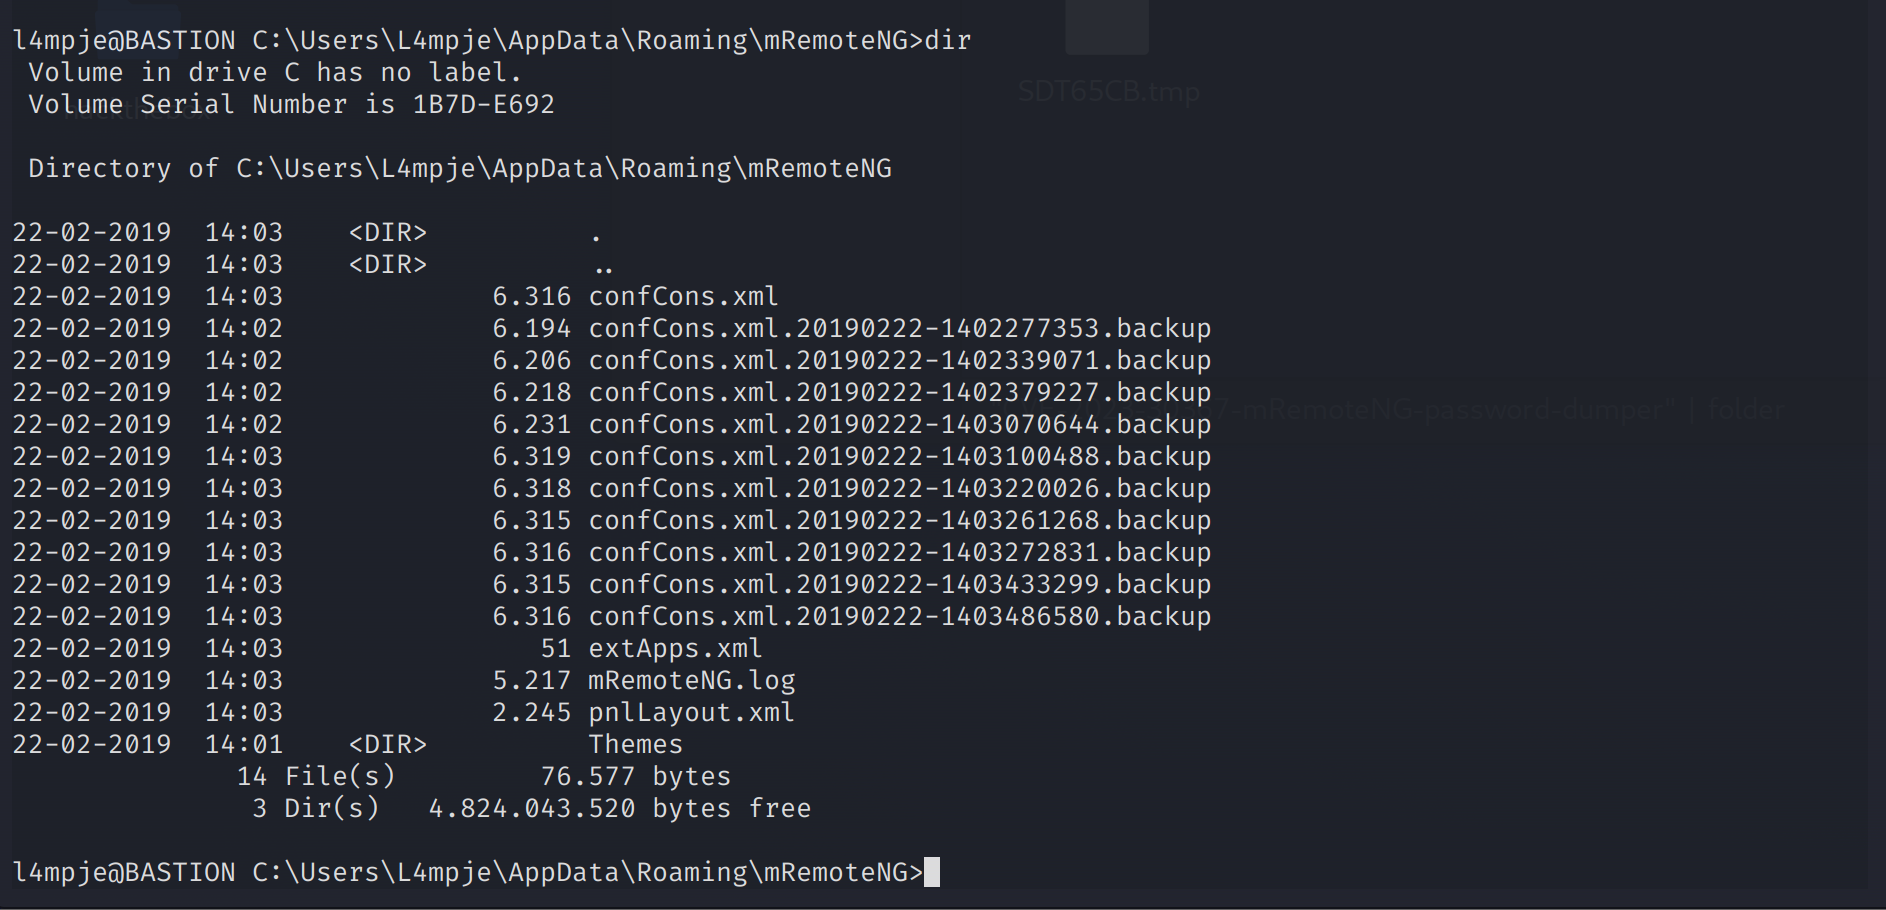 l4mpje@BASTION C:\Users\L4mpje\AppData\Roaming\mRemoteNG>dir
Volume in drive C has no label.
SDT65CB.tmp
Volume Serial Number is 1B7D-E692
hackthebox
Directory of C:\Users\L4mpje\AppData\Roaming\mRemoteNG
22-02-2019  14:03    <DIR>          .
22-02-2019  14:03    <DIR>          ..
22-02-2019  14:03             6.316 confCons.xml
22-02-2019  14:02             6.194 confCons.xml.20190222-1402277353.backup
22-02-2019  14:02             6.206 confCons.xml.20190222-1402339071.backup
22-02-2019  14:02             6.218 confCons.xml.20190222-1402379227.backup
-mRemoteNG-password-dumper" | folder
22-02-2019  14:02             6.231 confCons.xml.20190222-1403070644.backup
22-02-2019  14:03             6.319 confCons.xml.20190222-1403100488.backup
22-02-2019  14:03             6.318 confCons.xml.20190222-1403220026.backup
22-02-2019  14:03             6.315 confCons.xml.20190222-1403261268.backup
22-02-2019  14:03             6.316 confCons.xml.20190222-1403272831.backup
22-02-2019  14:03             6.315 confCons.xml.20190222-1403433299.backup
22-02-2019  14:03             6.316 confCons.xml.20190222-1403486580.backup
22-02-2019  14:03                51 extApps.xml
22-02-2019  14:03             5.217 mRemoteNG.log
22-02-2019  14:03             2.245 pnlLayout.xml
22-02-2019  14:01    <DIR>          Themes
14 File(s)         76.577 bytes
3 Dir(s)   4.824.043.520 bytes free
l4mpje@BASTION C:\Users\L4mpje\AppData\Roaming\mRemoteNG>